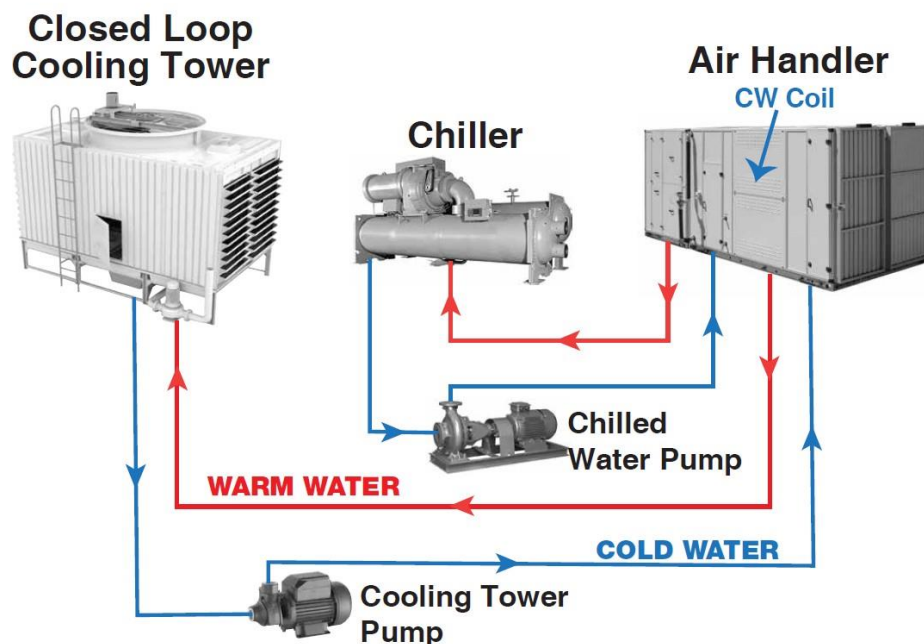 Closed Loop
Cooling Tower
Chiller
Air Handler
CW Coil
Chilled
Water Pump
WARM WATER
COLD WATER
Cooling Tower
Pump